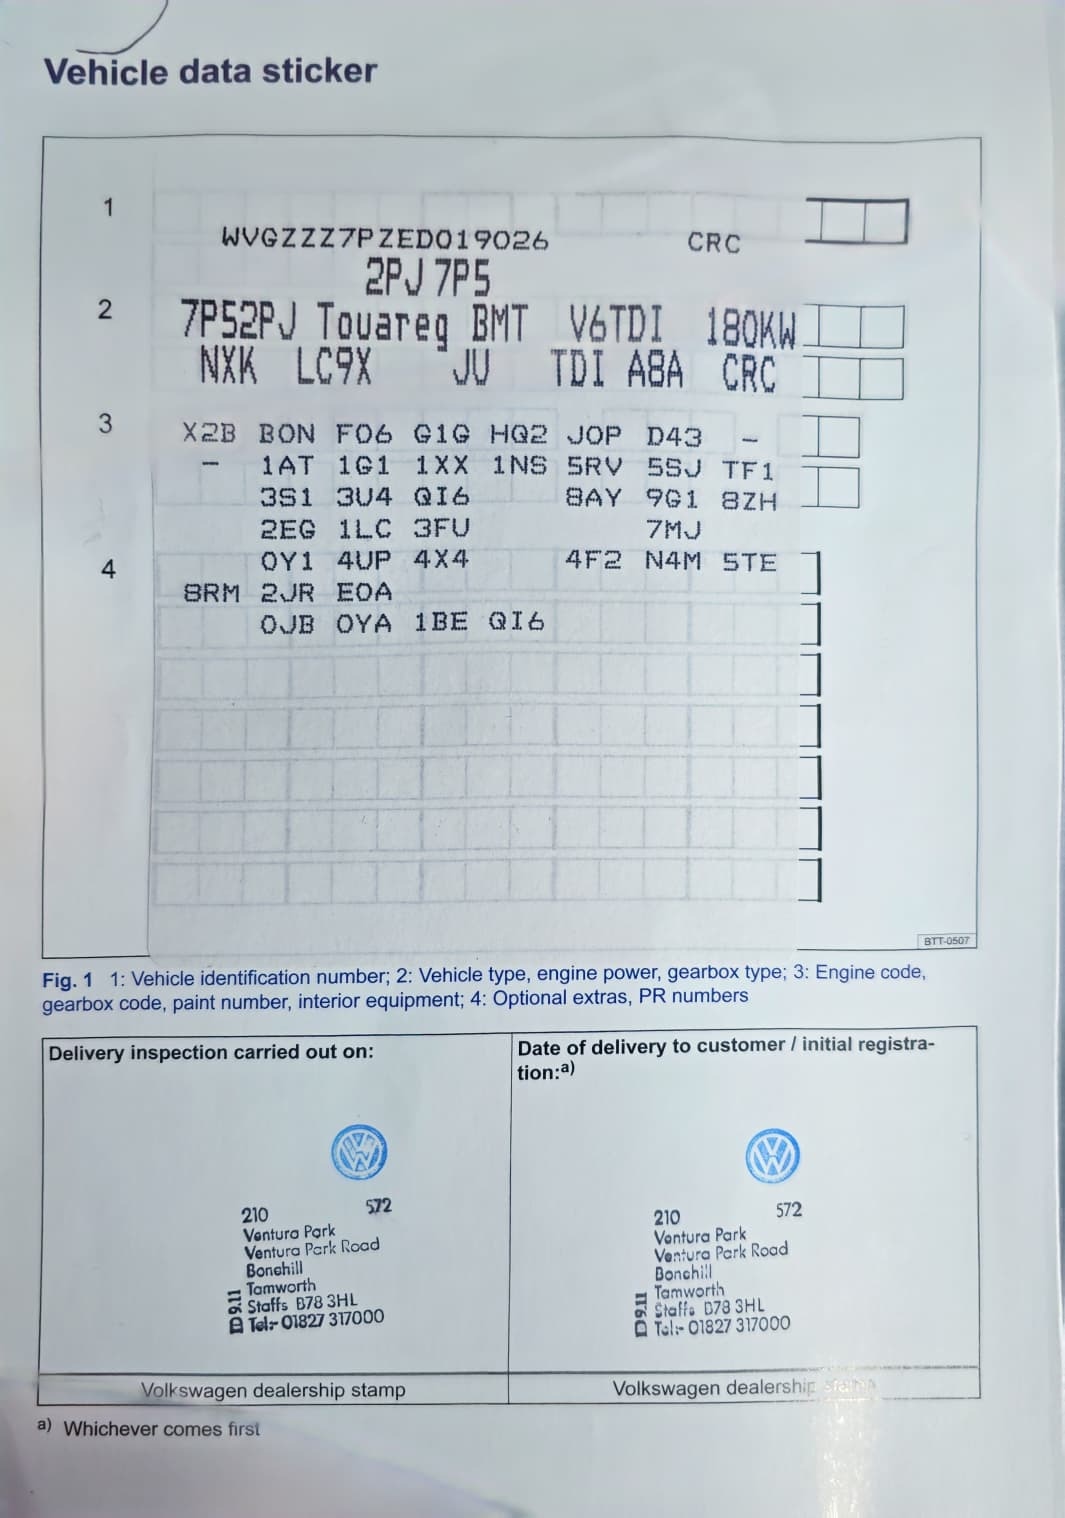 Vehicle data sticker
1
WVGZZZ7PZED019026 CRC
2PJ 7P5
2
7P52PJ Touareg BMT V6TDI 180KW
NXK LC9X JU TDI A8A CRC
3
X2B B0N F06 G1G HQ2 J0P D43 -
- 1AT 1G1 1XX 1NS 5RV 5SJ TF1
3S1 3U4 QI6 8AY 9G1 8ZH
2EG 1LC 3FU 7MJ
4
0Y1 4UP 4X4 4F2 N4M 5TE
8RM 2JR E0A
0JB 0YA 1BE QI6
BTT-0507
Fig. 1 1: Vehicle identification number; 2: Vehicle type, engine power, gearbox type; 3: Engine code,
gearbox code, paint number, interior equipment; 4: Optional extras, PR numbers
Delivery inspection carried out on:
210 572
Ventura Park
Ventura Park Road
Bonehill
Tamworth
Staffs B78 3HL
Tel:- 01827 317000
Volkswagen dealership stamp
Date of delivery to customer / initial registra-
tion:a)
210 572
Ventura Park
Ventura Park Road
Bonehill
Tamworth
Staffs B78 3HL
Tel:- 01827 317000
Volkswagen dealership stamp
a) Whichever comes first